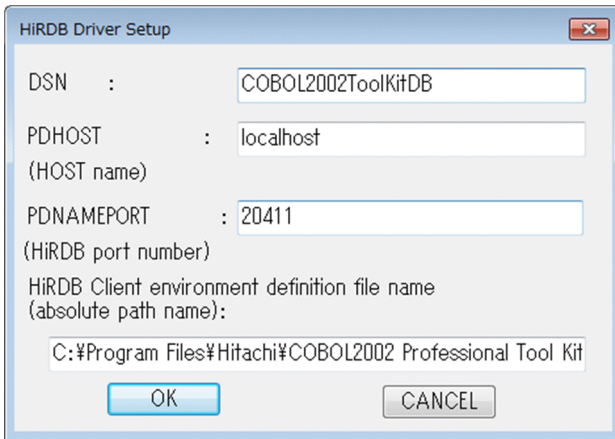 HiRDB Driver Setup
DSN :
COBOL2002ToolKitDB
PDHOST :
localhost
(HOST name)
PDNAMEPORT :
20411
(HiRDB port number)
HiRDB Client environment definition file name
(absolute path name):
C:¥Program Files¥Hitachi¥COBOL2002 Professional Tool Kit
OK
CANCEL